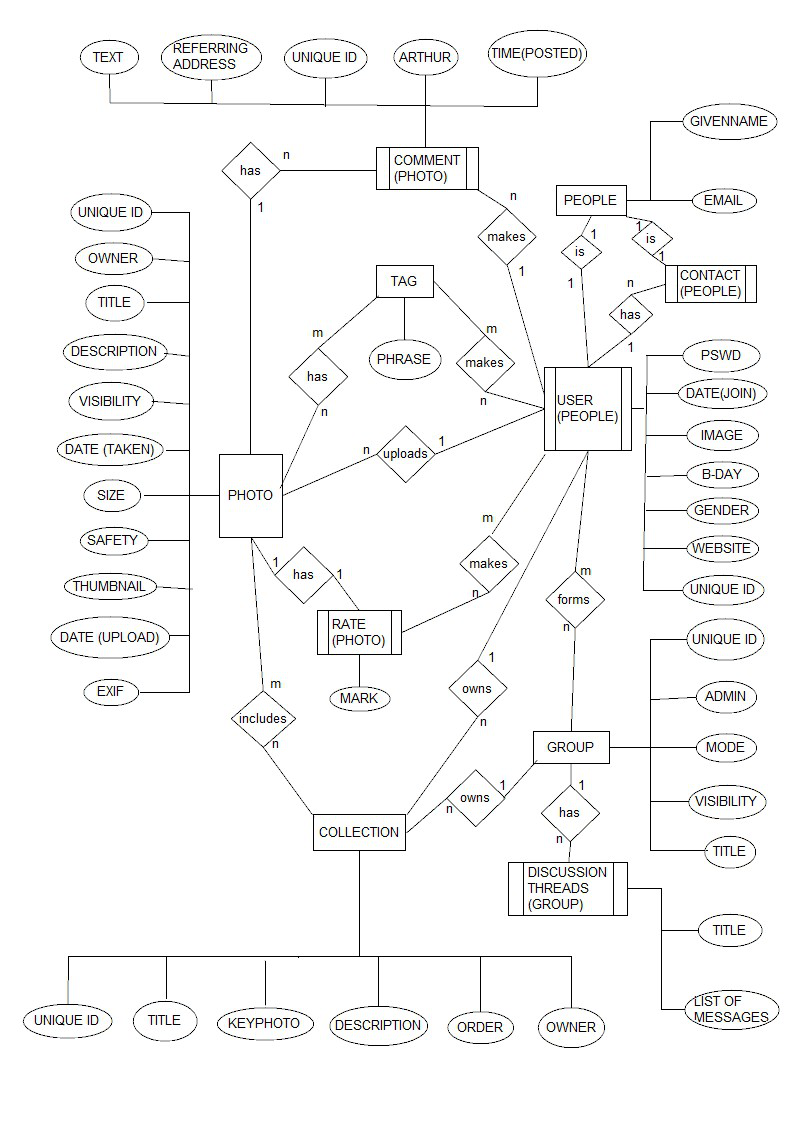 TEXT
REFERRING
ADDRESS
UNIQUE ID
ARTHUR
TIME(POSTED)
GIVENNAME
has
n
1
COMMENT
(PHOTO)
n
makes
1
PEOPLE
EMAIL
1
is
1
1
is
1
CONTACT
(PEOPLE)
n
has
1
UNIQUE ID
OWNER
TITLE
DESCRIPTION
VISIBILITY
DATE (TAKEN)
SIZE
SAFETY
THUMBNAIL
DATE (UPLOAD)
EXIF
TAG
PHRASE
m
has
n
m
makes
n
USER
(PEOPLE)
PSWD
DATE(JOIN)
IMAGE
B-DAY
GENDER
WEBSITE
UNIQUE ID
n
uploads
1
PHOTO
1
has
1
RATE
(PHOTO)
MARK
m
makes
n
m
forms
n
1
owns
n
m
includes
n
GROUP
UNIQUE ID
ADMIN
MODE
VISIBILITY
TITLE
1
owns
n
1
has
n
COLLECTION
DISCUSSION
THREADS
(GROUP)
TITLE
LIST OF
MESSAGES
UNIQUE ID
TITLE
KEYPHOTO
DESCRIPTION
ORDER
OWNER